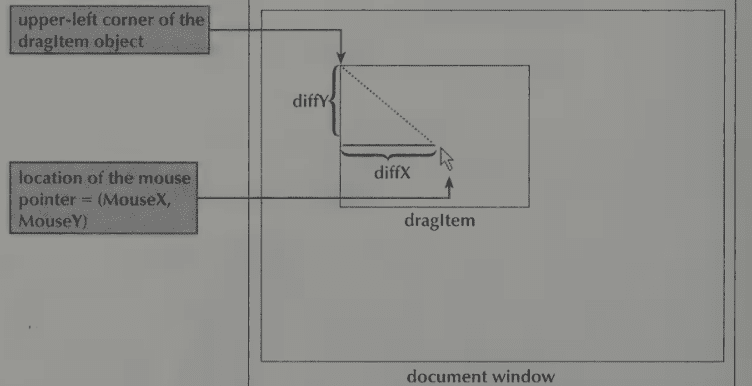 upper-left corner of the
dragItem object
diffY
diffX
location of the mouse
pointer = (MouseX,
MouseY)
dragItem
document window